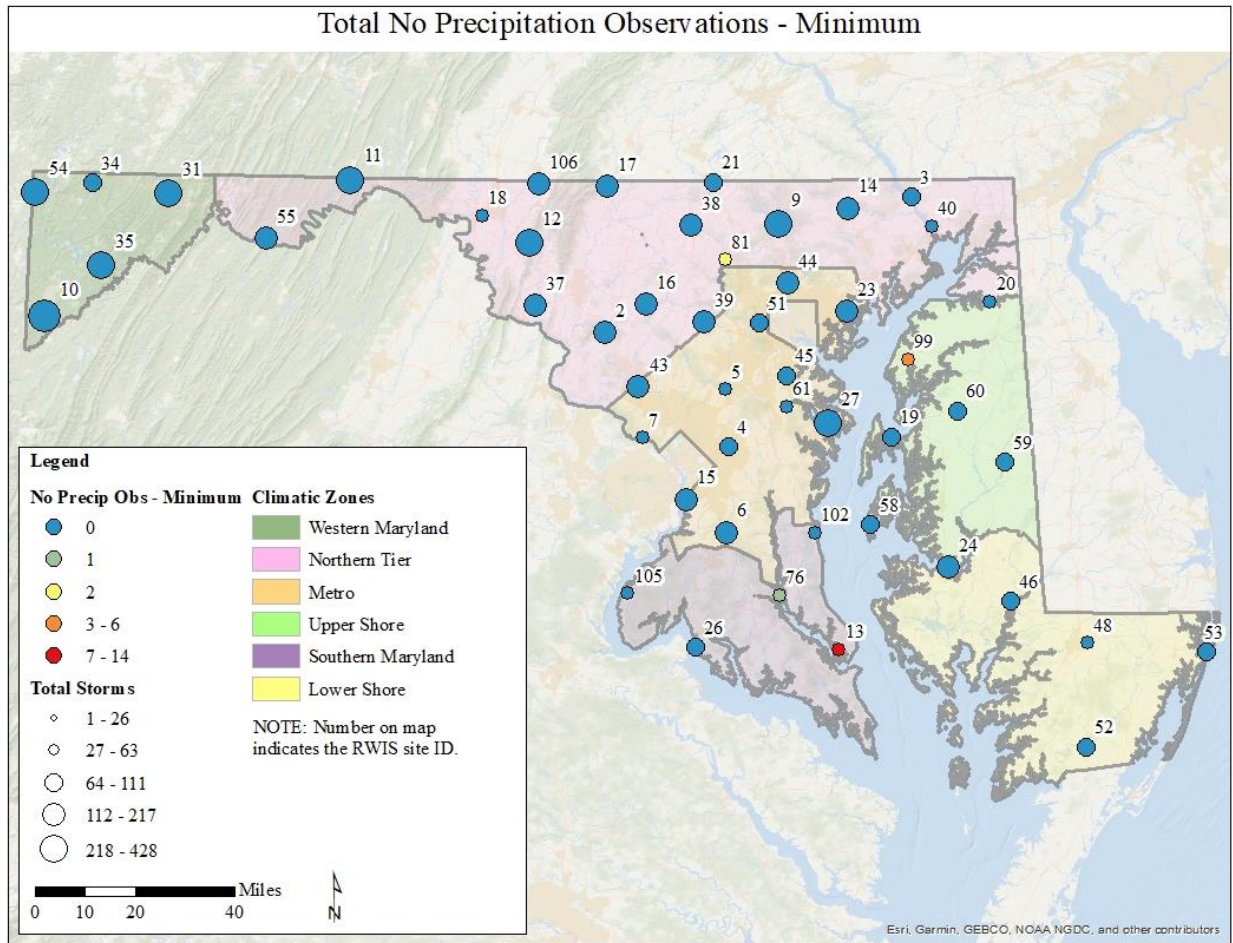 Total No Precipitation Observations - Minimum
54
34
31
11
106
17
21
3
18
12
38
9
14
40
55
35
81
10
37
16
44
20
2
39
51
23
99
43
5
45
61
27
60
7
4
19
59
15
6
102
58
24
105
76
46
26
13
48
53
52
Legend
No Precip Obs - Minimum
0
1
2
3 - 6
7 - 14
Total Storms
1 - 26
27 - 63
64 - 111
112 - 217
218 - 428
Climatic Zones
Western Maryland
Northern Tier
Metro
Upper Shore
Southern Maryland
Lower Shore
NOTE: Number on map
indicates the RWIS site ID.
Miles
0 10 20 40
N
Esri, Garmin, GEBCO, NOAA NGDC, and other contributors